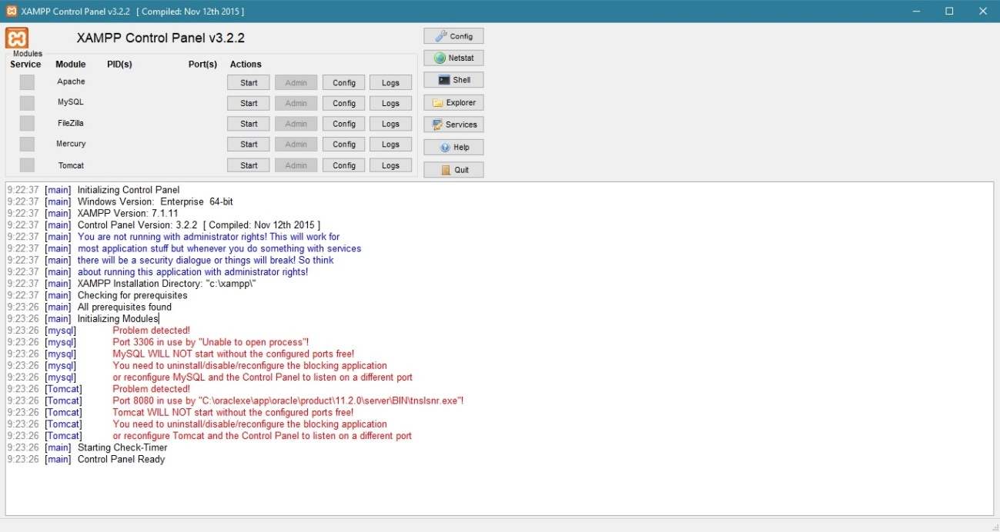 XAMPP Control Panel v3.2.2 [ Compiled: Nov 12th 2015 ]
XAMPP Control Panel v3.2.2
Modules
Service Module PID(s) Port(s) Actions
Apache Start Admin Config Logs
MySQL Start Admin Config Logs
FileZilla Start Admin Config Logs
Mercury Start Admin Config Logs
Tomcat Start Admin Config Logs
Config
Netstat
Shell
Explorer
Services
Help
Quit
9:22:37 [main] Initializing Control Panel
9:22:37 [main] Windows Version: Enterprise 64-bit
9:22:37 [main] XAMPP Version: 7.1.11
9:22:37 [main] Control Panel Version: 3.2.2 [ Compiled: Nov 12th 2015 ]
9:22:37 [main] You are not running with administrator rights! This will work for
9:22:37 [main] most application stuff but whenever you do something with services
9:22:37 [main] there will be a security dialogue or things will break! So think
9:22:37 [main] about running this application with administrator rights!
9:22:37 [main] XAMPP Installation Directory: "c:\xampp\"
9:22:37 [main] Checking for prerequisites
9:23:26 [main] All prerequisites found
9:23:26 [main] Initializing Modules
9:23:26 [mysql] Problem detected!
9:23:26 [mysql] Port 3306 in use by "Unable to open process"!
9:23:26 [mysql] MySQL WILL NOT start without the configured ports free!
9:23:26 [mysql] You need to uninstall/disable/reconfigure the blocking application
9:23:26 [mysql] or reconfigure MySQL and the Control Panel to listen on a different port
9:23:26 [Tomcat] Problem detected!
9:23:26 [Tomcat] Port 8080 in use by "C:\oraclexe\app\oracle\product\11.2.0\server\BIN\tnslsnr.exe"!
9:23:26 [Tomcat] Tomcat WILL NOT start without the configured ports free!
9:23:26 [Tomcat] You need to uninstall/disable/reconfigure the blocking application
9:23:26 [Tomcat] or reconfigure Tomcat and the Control Panel to listen on a different port
9:23:26 [main] Starting Check-Timer
9:23:26 [main] Control Panel Ready